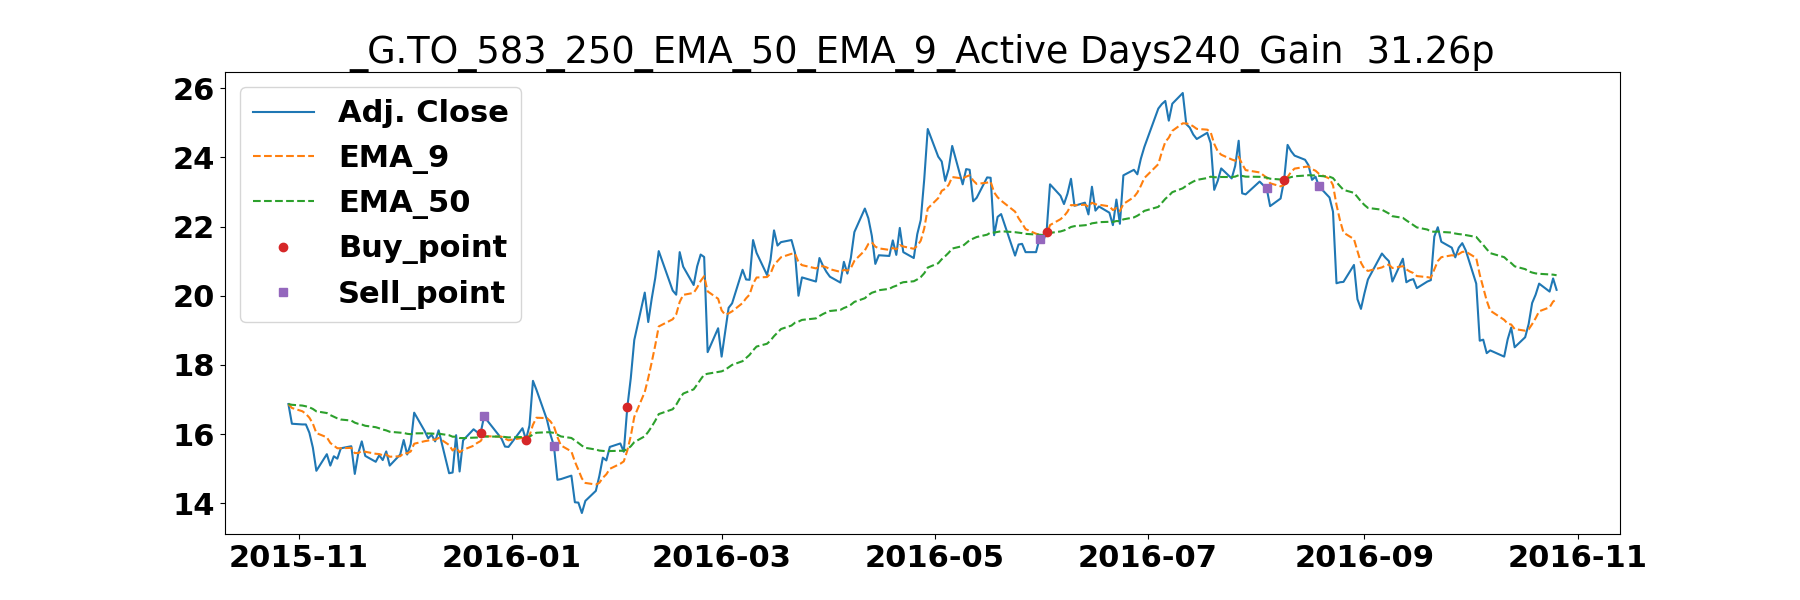 _G.TO_583_250_EMA_50_EMA_9_Active Days240_Gain  31.26p
26
24
22
20
18
16
14
Adj. Close
EMA_9
EMA_50
Buy_point
Sell_point
2015-11
2016-01
2016-03
2016-05
2016-07
2016-09
2016-11